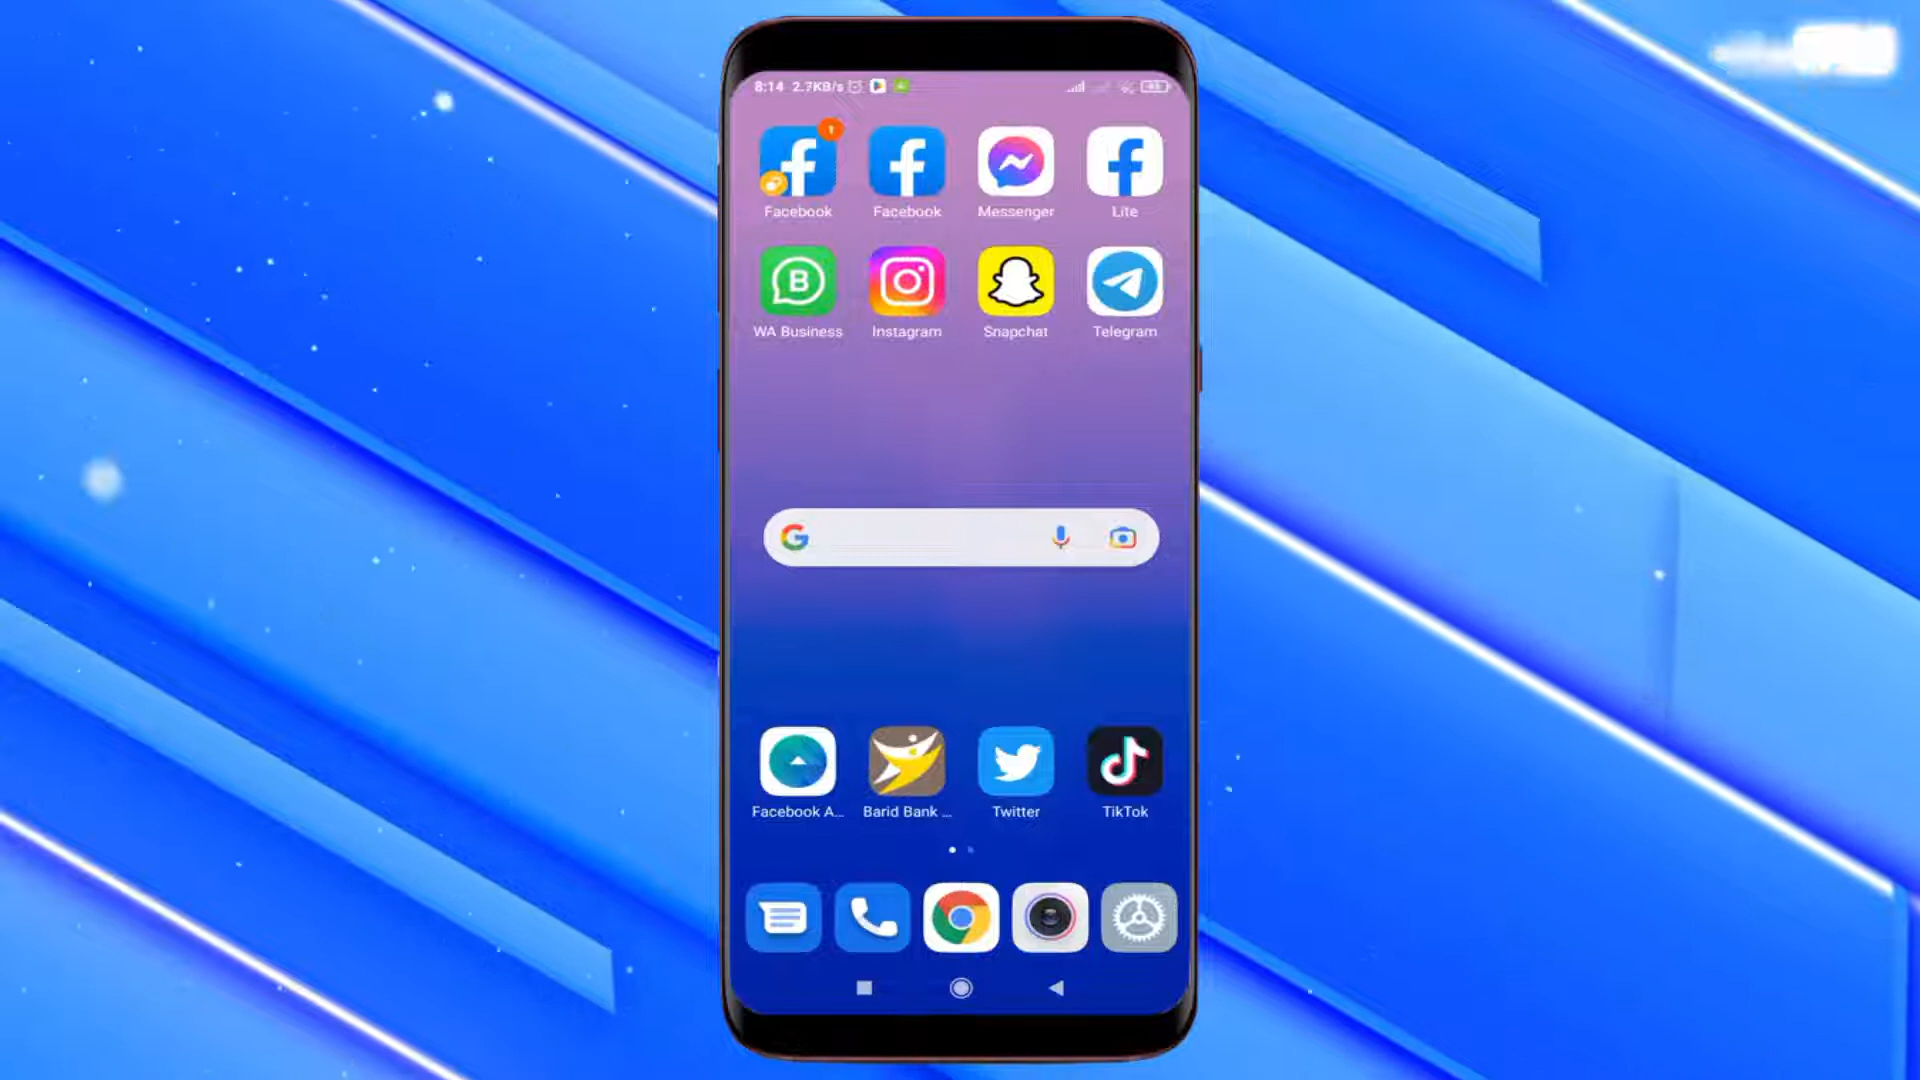 8:14 2.7KB/s
Facebook Facebook Messenger Lite
WA Business Instagram Snapchat Telegram
Facebook A... Barid Bank ... Twitter TikTok